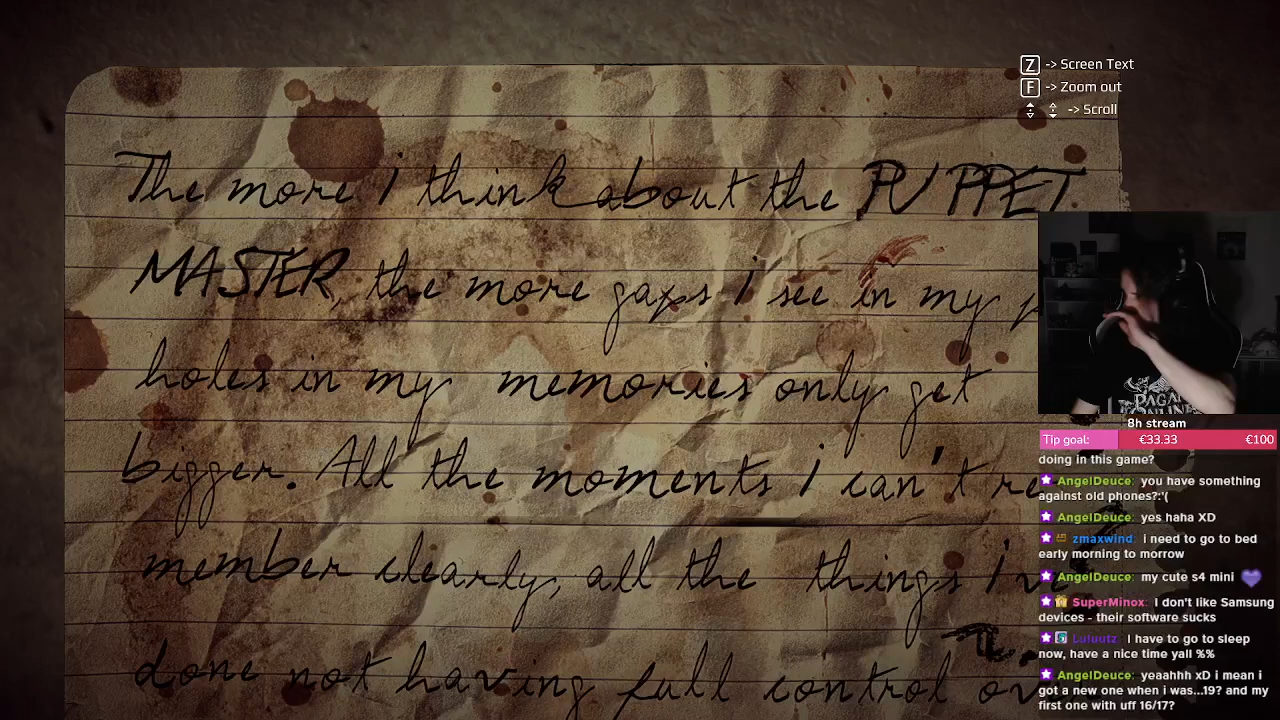 Z -> Screen Text
F -> Zoom out
-> Scroll
The more I think about the PUPPET
MASTER, the more gaps I see in my
holes in my memories only get
bigger. All the moments I can't re
member clearly, all the things I've
done not having full control
PAGAN
ONLINE
8h stream
Tip goal: €33.33 €100
doing in this game?
AngelDeuce: you have something
against old phones?:'(
AngelDeuce: yes haha XD
zmaxwind: i need to go to bed
early morning to morrow
AngelDeuce: my cute s4 mini
SuperMinox: I don't like Samsung
devices - their software sucks
Luluutz: I have to go to sleep
now, have a nice time yall %%
AngelDeuce: yeaahhh xD i mean i
got a new one when i was...19? and my
first one with uff 16/17?